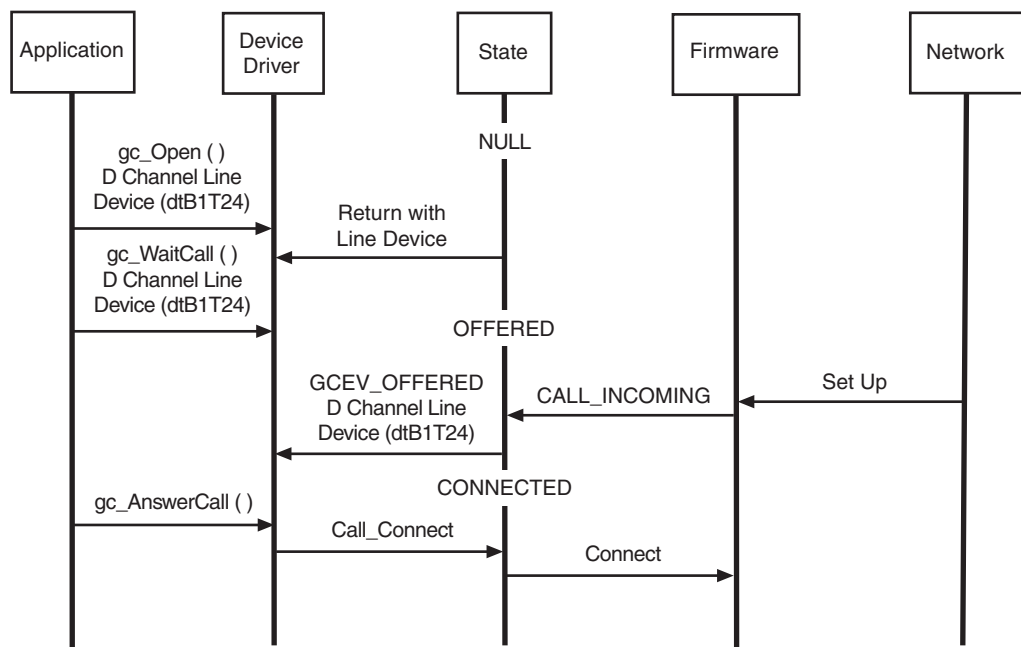 Application
Device
Driver
State
Firmware
Network
NULL
gc_Open ( )
D Channel Line
Device (dtB1T24)
Return with
Line Device
gc_WaitCall ( )
D Channel Line
Device (dtB1T24)
OFFERED
GCEV_OFFERED
D Channel Line
Device (dtB1T24)
CALL_INCOMING
Set Up
CONNECTED
gc_AnswerCall ( )
Call_Connect
Connect